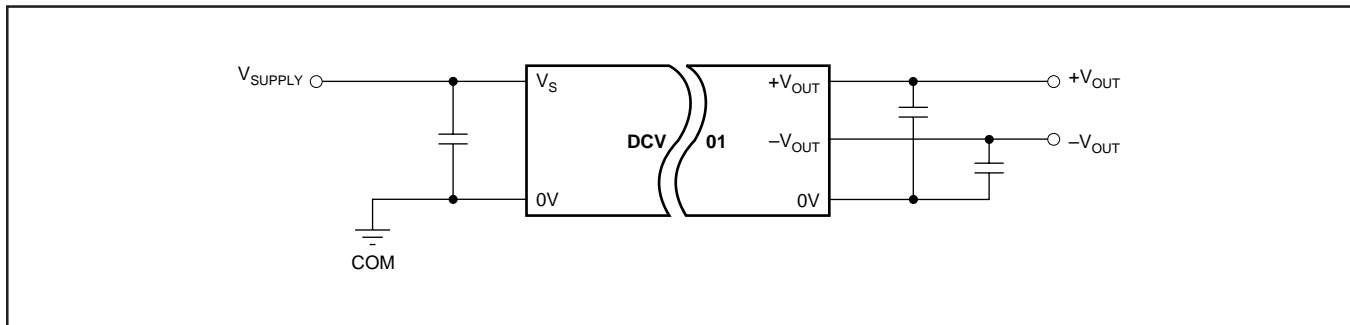 V_SUPPLY
V_S
+V_OUT
+V_OUT
DCV 01
–V_OUT
–V_OUT
0V
0V
COM